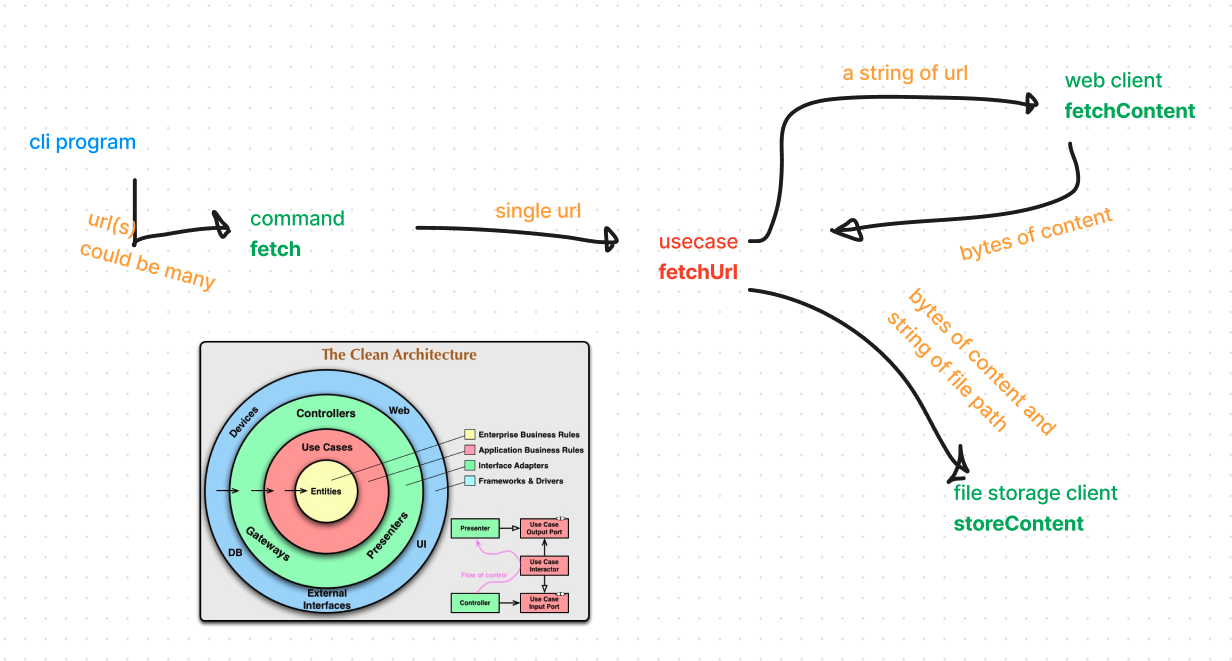 cli program
url(s)
could be many
command
fetch
single url
usecase
fetchUrl
a string of url
web client
fetchContent
bytes of content
bytes of content and
string of file path
file storage client
storeContent
The Clean Architecture
Devices
Controllers
Web
Use Cases
Entities
Gateways
Presenters
DB
UI
External
Interfaces
Enterprise Business Rules
Application Business Rules
Interface Adapters
Frameworks & Drivers
Presenter
Use Case
Output Port
Use Case
Interactor
Flow of control
Controller
Use Case
Input Port